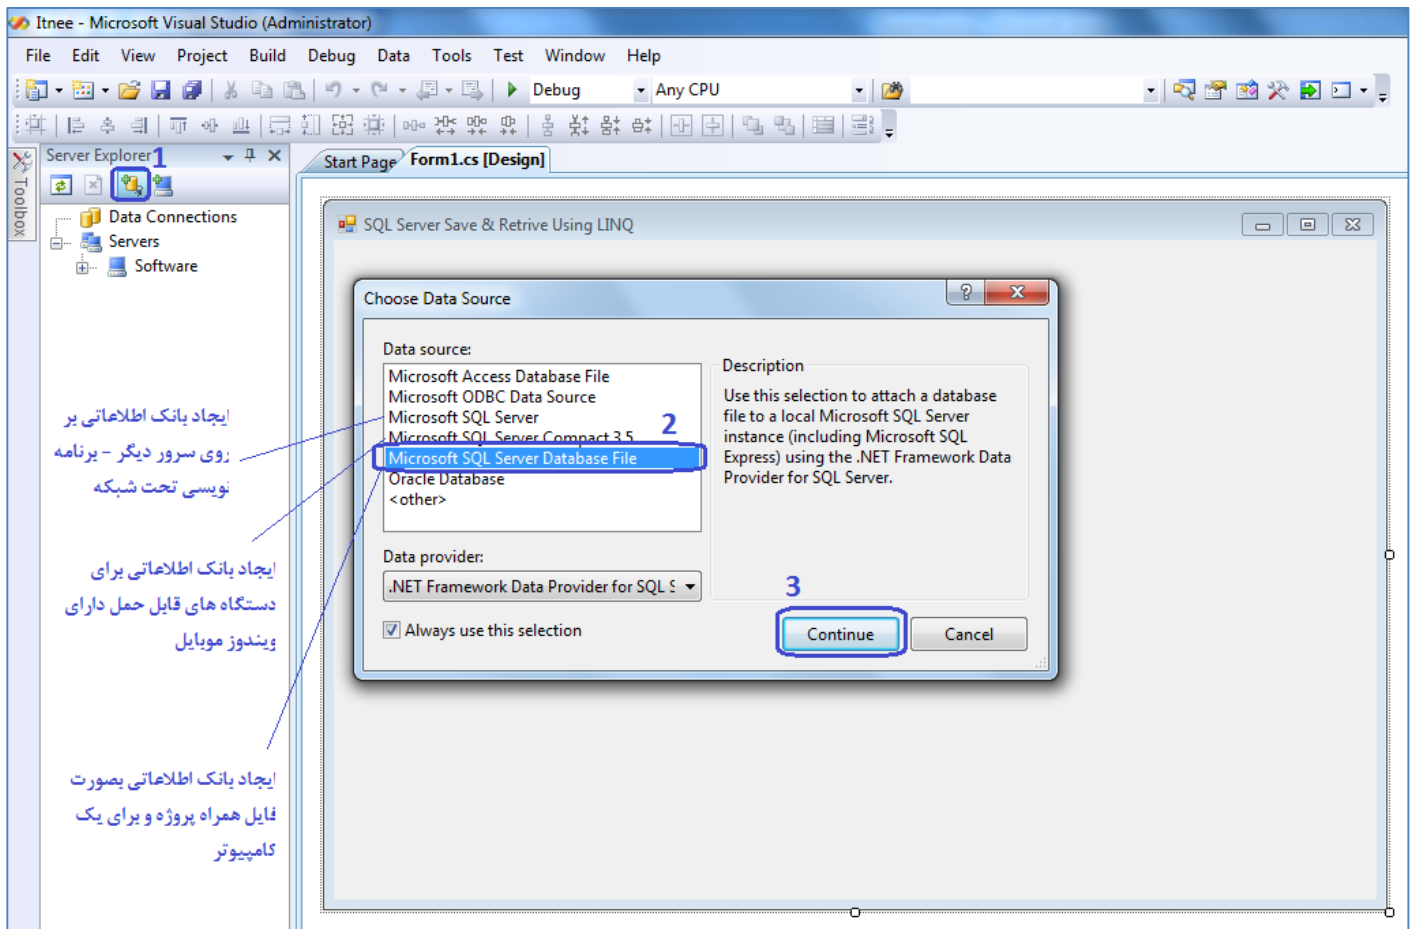 Itnee - Microsoft Visual Studio (Administrator)
File Edit View Project Build Debug Data Tools Test Window Help
Debug Any CPU
Server Explorer 1
Start Page Form1.cs [Design]
Toolbox
Data Connections
Servers
Software
SQL Server Save & Retrive Using LINQ
Choose Data Source
Data source:
Microsoft Access Database File
Microsoft ODBC Data Source
Microsoft SQL Server
Microsoft SQL Server Compact 3.5
2
Microsoft SQL Server Database File
Oracle Database
<other>
Description
Use this selection to attach a database
file to a local Microsoft SQL Server
instance (including Microsoft SQL
Express) using the .NET Framework Data
Provider for SQL Server.
Data provider:
.NET Framework Data Provider for SQL S
Always use this selection
3
Continue
Cancel
ایجاد بانک اطلاعاتی بر
روی سرور دیگر - برنامه
نویسی تحت شبکه
ایجاد بانک اطلاعاتی برای
دستگاه های قابل حمل دارای
ویندوز موبایل
ایجاد بانک اطلاعاتی بصورت
فایل همراه پروژه و برای یک
کامپیوتر